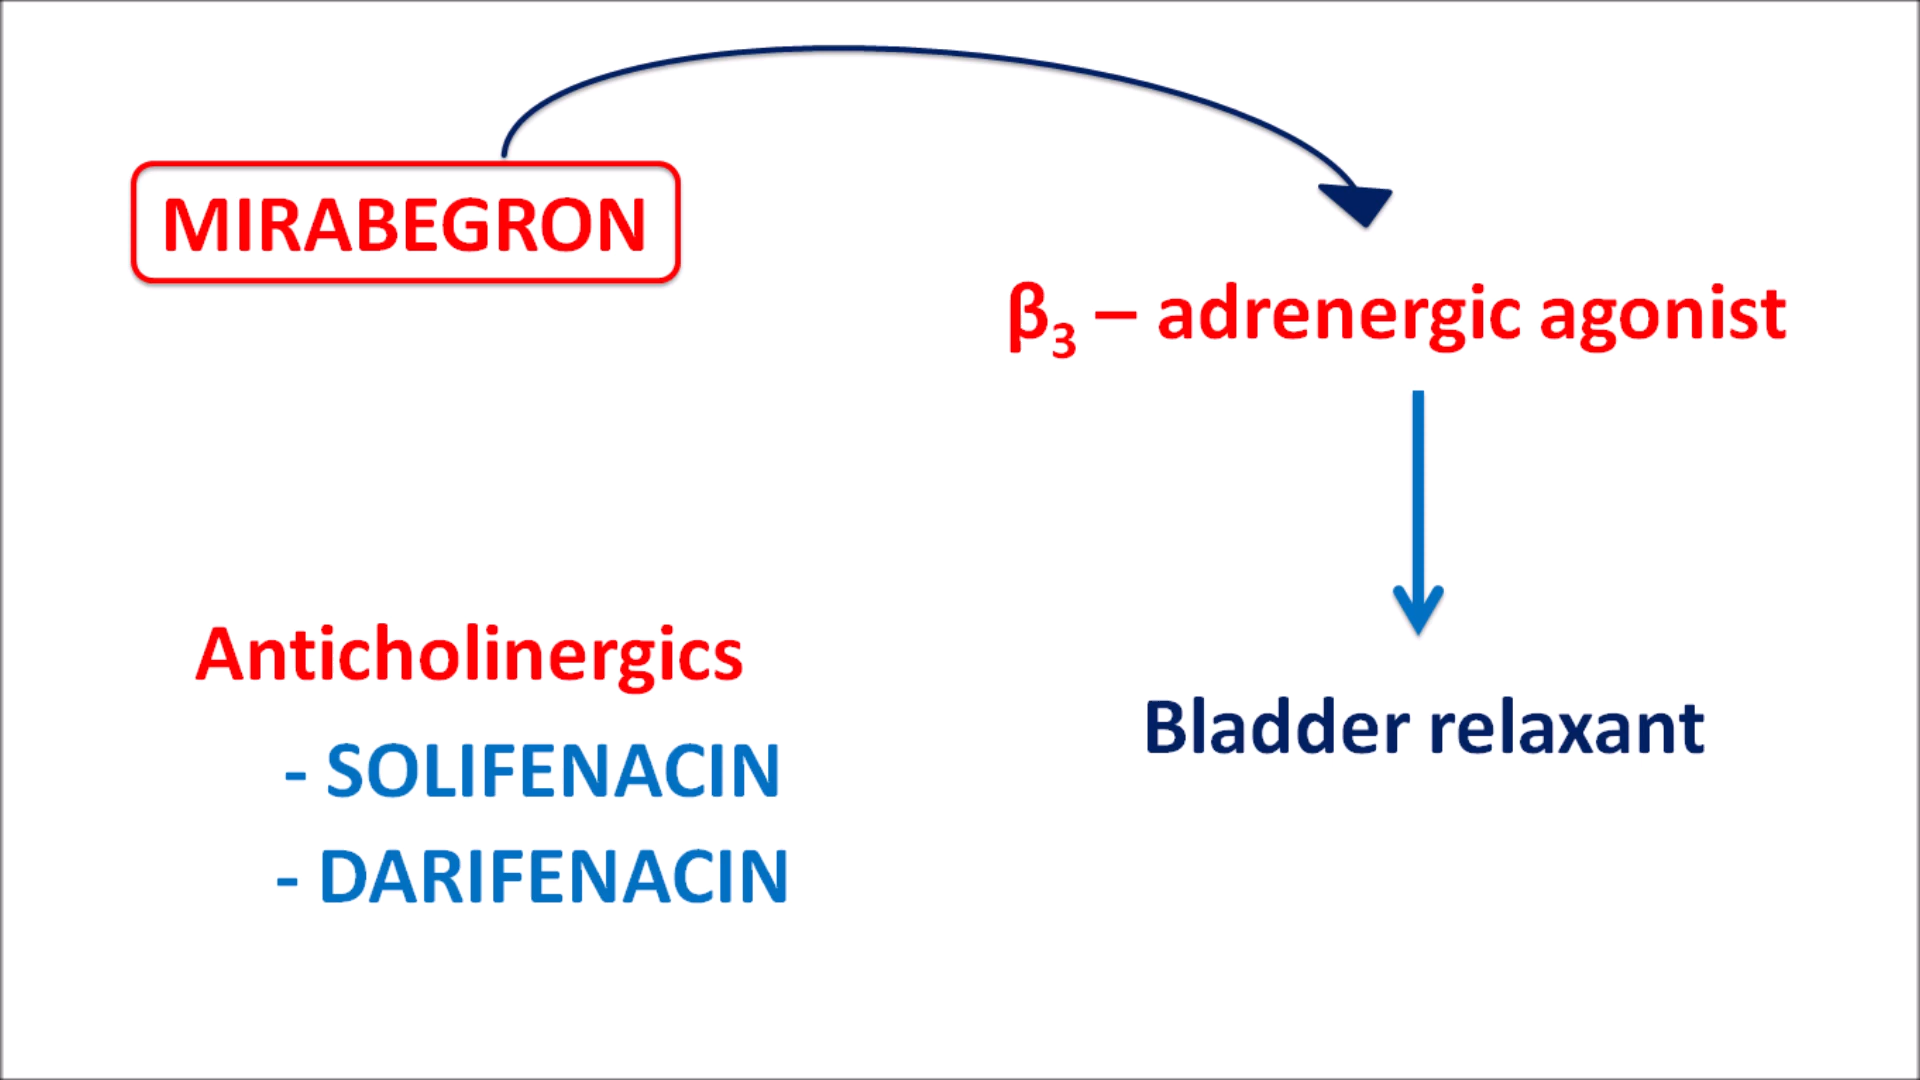 MIRABEGRON
β₃ – adrenergic agonist
Anticholinergics
- SOLIFENACIN
- DARIFENACIN
Bladder relaxant